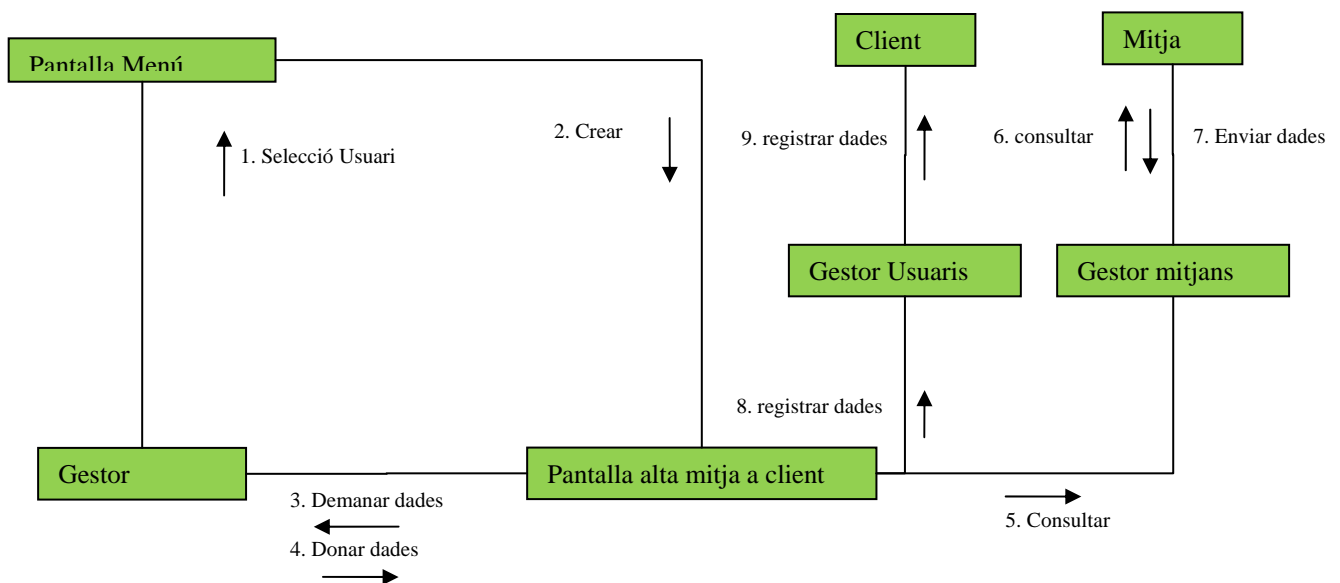 Client
Mitja
Pantalla Menú
2. Crear
9. registrar dades
6. consultar
7. Enviar dades
1. Selecció Usuari
Gestor Usuaris
Gestor mitjans
8. registrar dades
Gestor
Pantalla alta mitja a client
3. Demanar dades
5. Consultar
4. Donar dades